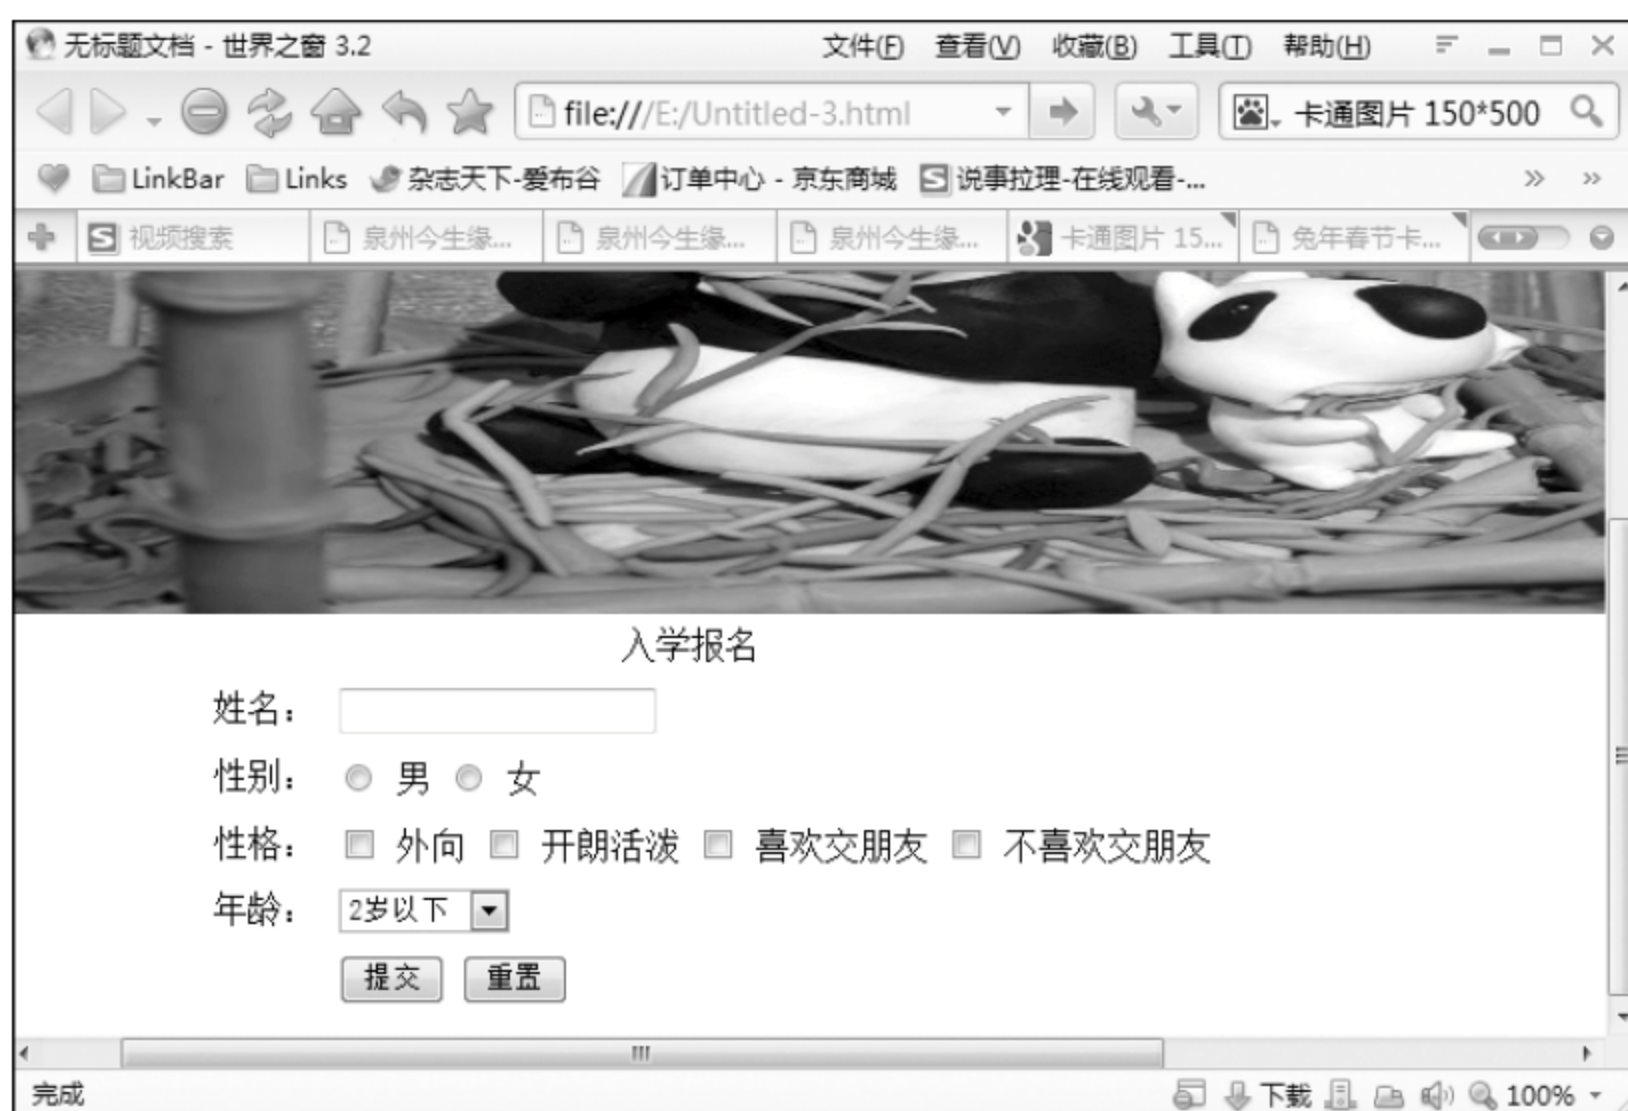 无标题文档 - 世界之窗 3.2 文件(F) 查看(V) 收藏(B) 工具(T) 帮助(H)
file:///E:/Untitled-3.html 卡通图片 150*500
LinkBar Links 杂志天下-爱布谷 订单中心 - 京东商城 说事拉理-在线观看-... » »
视频搜索 泉州今生缘... 泉州今生缘... 泉州今生缘... 卡通图片 15... 兔年春节卡...
入学报名
姓名：
性别： 男 女
性格： 外向 开朗活泼 喜欢交朋友 不喜欢交朋友
年龄： 2岁以下
提交 重置
完成 下载 100%